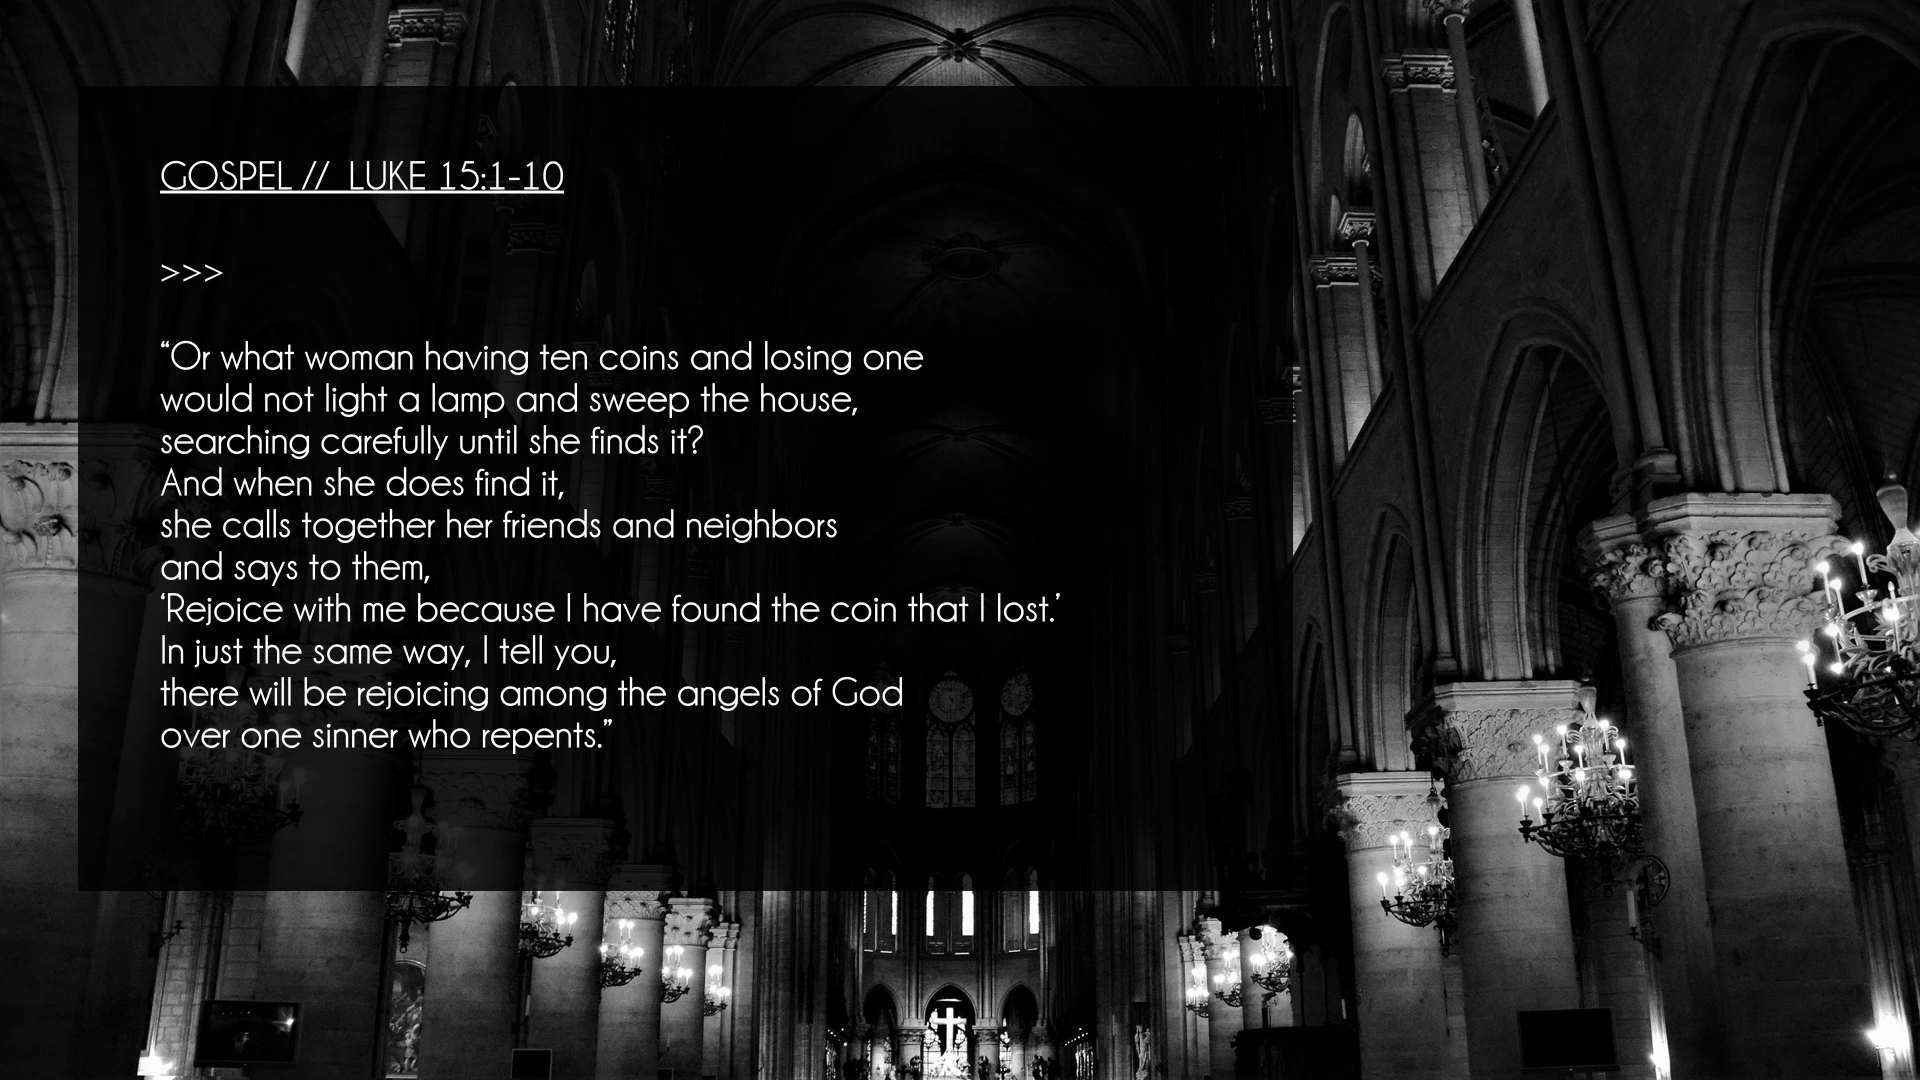 GOSPEL //  LUKE 15:1-10
>>>
“Or what woman having ten coins and losing one
would not light a lamp and sweep the house,
searching carefully until she finds it?
And when she does find it,
she calls together her friends and neighbors
and says to them,
‘Rejoice with me because I have found the coin that I lost.’
In just the same way, I tell you,
there will be rejoicing among the angels of God
over one sinner who repents.”